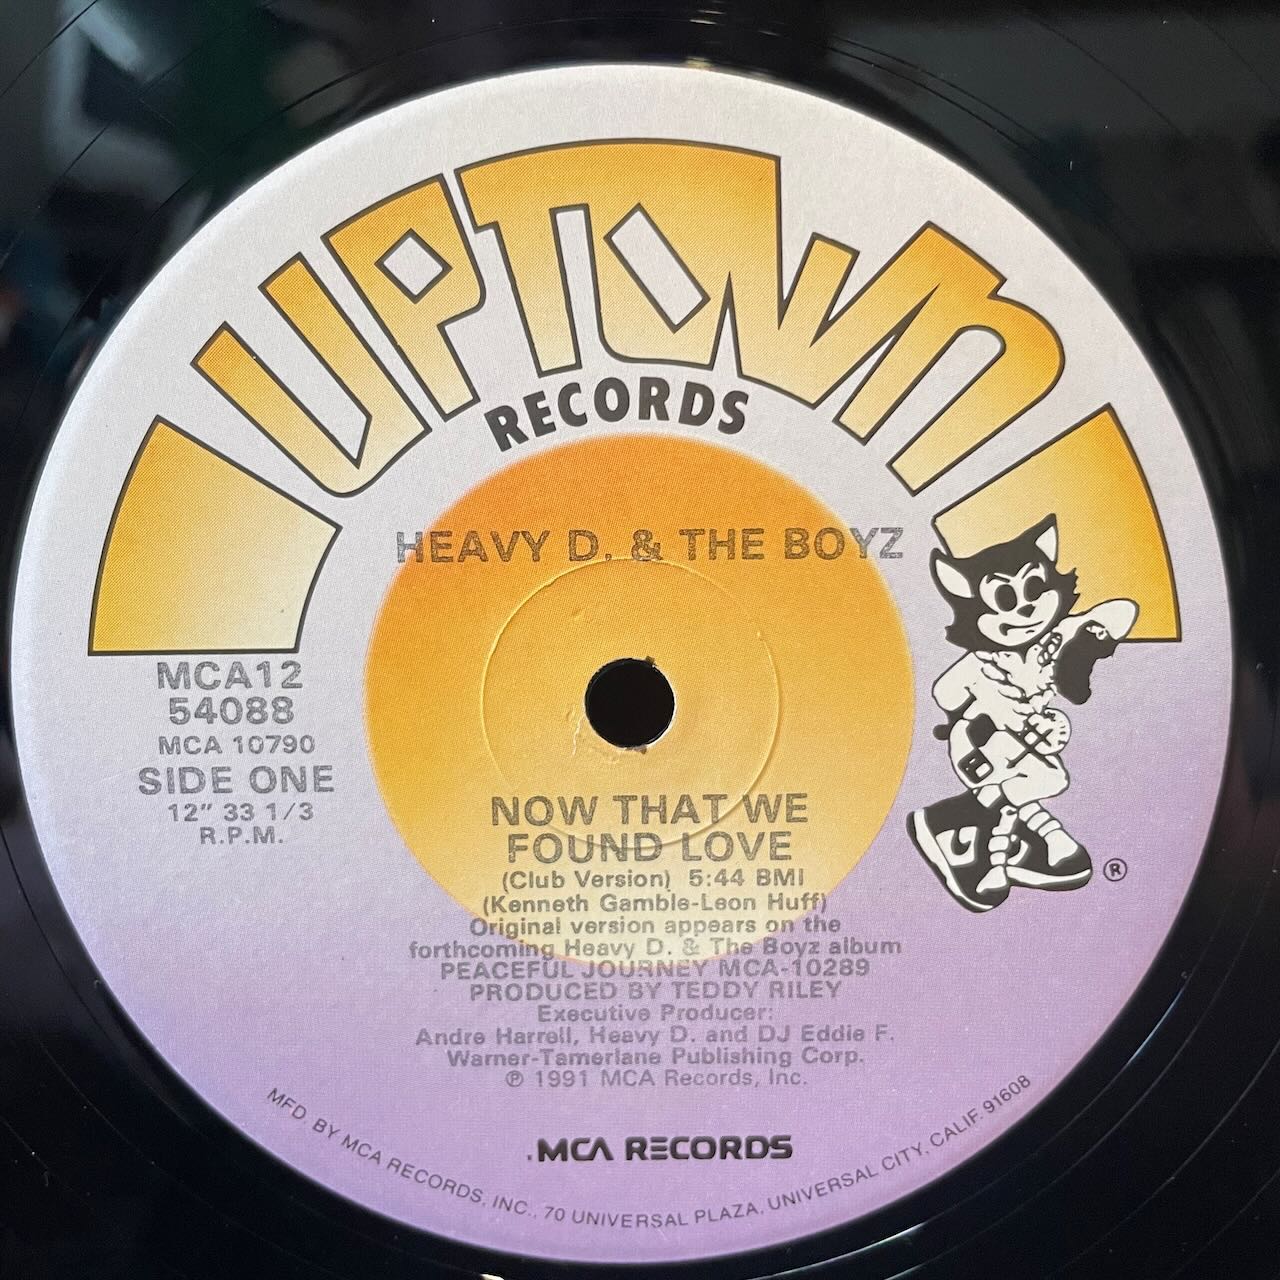 UPTOWN
RECORDS
HEAVY D. & THE BOYZ
MCA12
54088
MCA 10790
SIDE ONE
12" 33 1/3
R.P.M.
NOW THAT WE
FOUND LOVE
(Club Version) 5:44 BMI
(Kenneth Gamble-Leon Huff)
Original version appears on the
forthcoming Heavy D. & The Boyz album
PEACEFUL JOURNEY MCA-10289
PRODUCED BY TEDDY RILEY
Executive Producer:
Andre Harrell, Heavy D. and DJ Eddie F.
Warner-Tamerlane Publishing Corp.
℗ 1991 MCA Records, Inc.
®
.MCA RECORDS
MFD. BY MCA RECORDS, INC., 70 UNIVERSAL PLAZA, UNIVERSAL CITY, CALIF. 91608